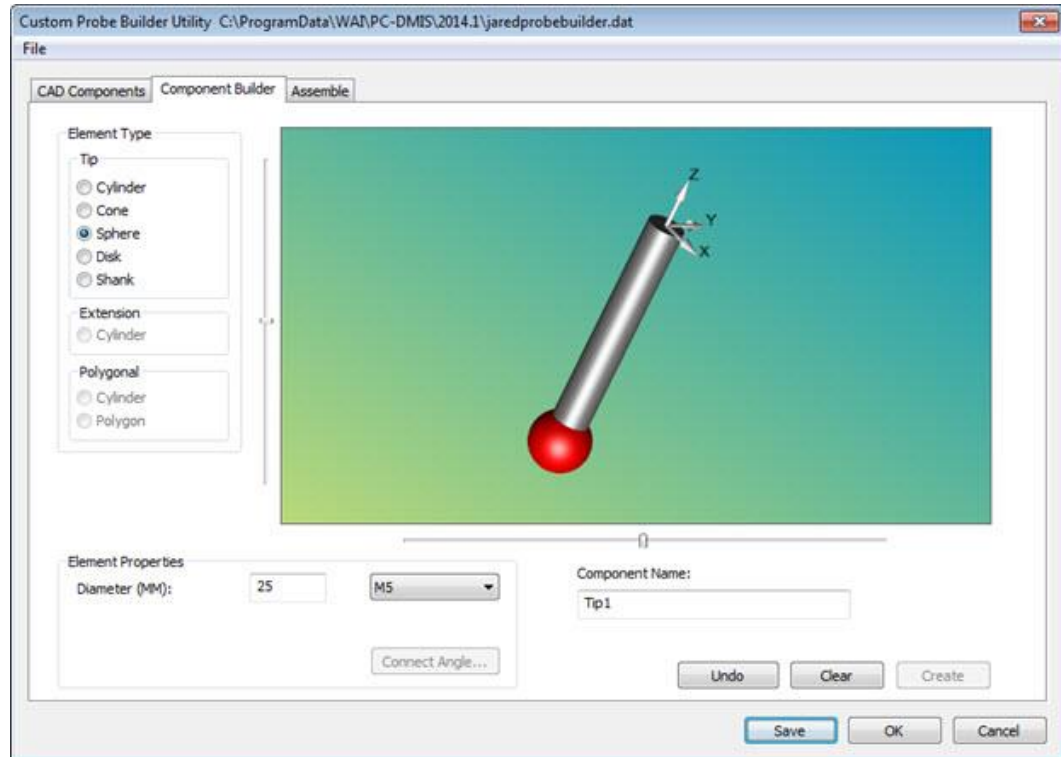 Custom Probe Builder Utility C:\ProgramData\WAI\PC-DMIS\2014.1\jaredprobebuilder.dat
File
CAD Components Component Builder Assemble
Element Type
Tip
Cylinder
Cone
Sphere
Disk
Shank
Extension
Cylinder
Polygonal
Cylinder
Polygon
Z
Y
X
Element Properties
Diameter (MM): 25 M5
Connect Angle...
Component Name:
Tip1
Undo Clear Create
Save OK Cancel